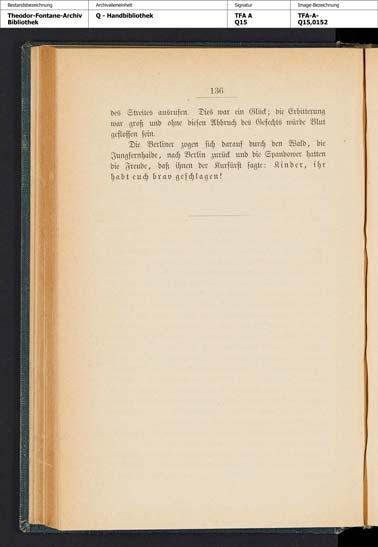 Bestandsbezeichnung
Archivalieneinheit
Signatur
Image-Bezeichnung
Theodor-Fontane-Archiv
Bibliothek
Q - Handbibliothek
TFA A
Q15
TFA-A-
Q15,0152
136
des Streites ausrufen. Dies war ein Glück; die Erbitterung
war groß und ohne diesen Abbruch des Gefechts würde Blut
geflossen sein.
Die Berliner zogen sich darauf durch den Wald, die
Jungfernhaide, nach Berlin zurück und die Spandower hatten
die Freude, daß ihnen der Kurfürst sagte: Kinder, ihr
habt euch brav geschlagen!